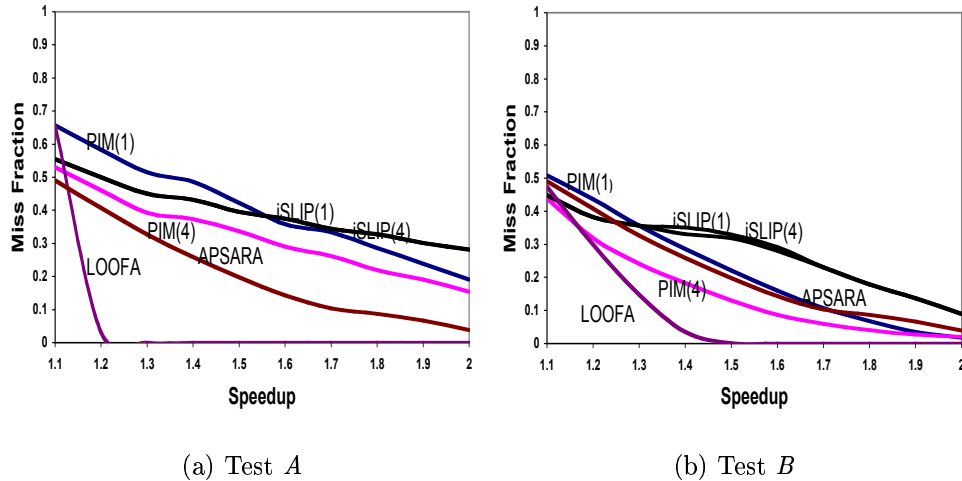 1
0.9
0.8
0.7
0.6
0.5
0.4
0.3
0.2
0.1
0
Miss Fraction
PIM(1)
iSLIP(1)
iSLIP(4)
PIM(4)
APSARA
LOOFA
1.1 1.2 1.3 1.4 1.5 1.6 1.7 1.8 1.9 2
Speedup
(a) Test A
1
0.9
0.8
0.7
0.6
0.5
0.4
0.3
0.2
0.1
0
Miss Fraction
PIM(1)
iSLIP(1)
iSLIP(4)
PIM(4)
APSARA
LOOFA
1.1 1.2 1.3 1.4 1.5 1.6 1.7 1.8 1.9 2
Speedup
(b) Test B